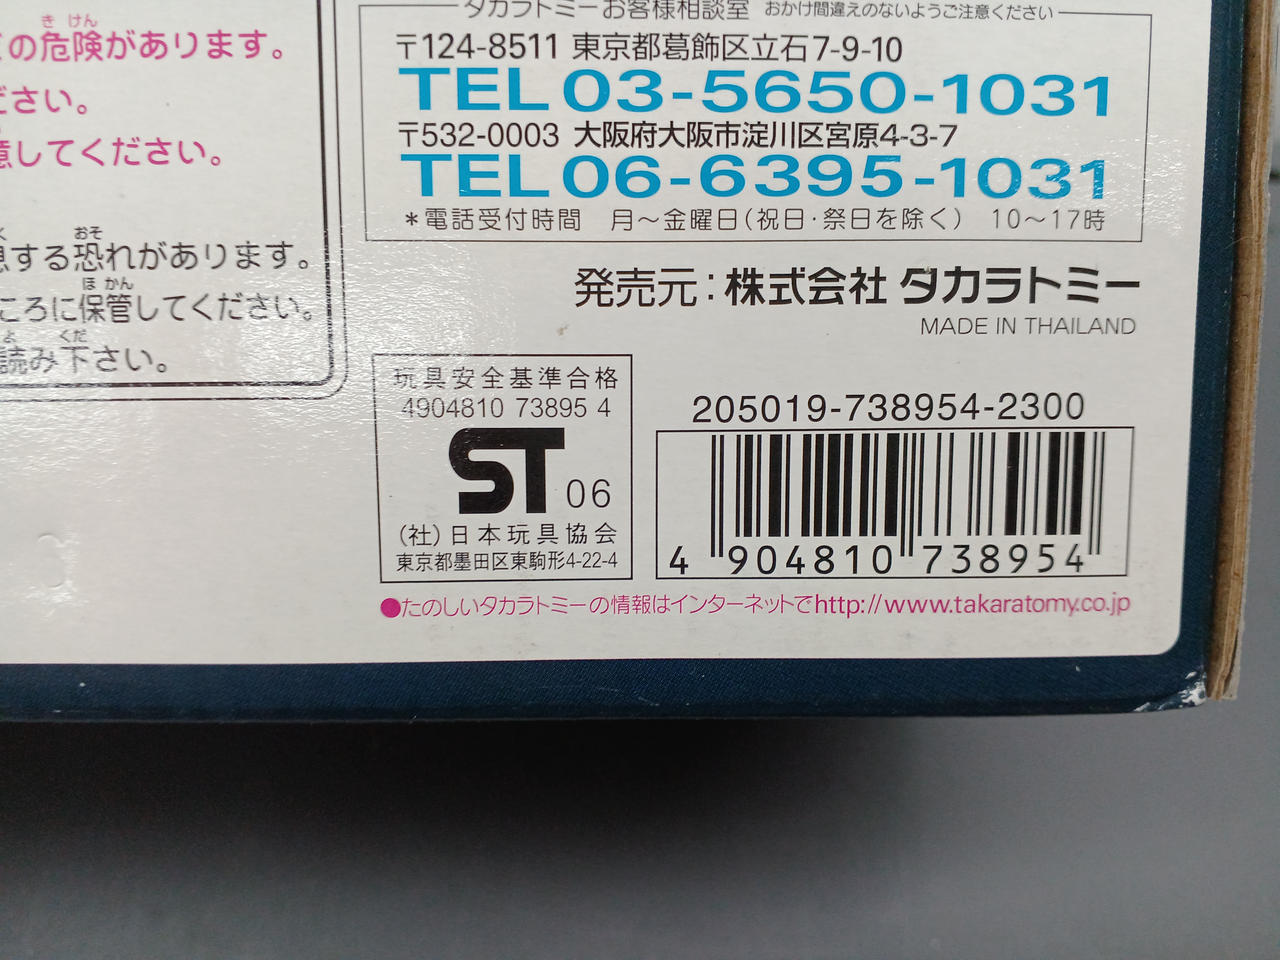 の危険があります。
ださい。
意してください。
する恐れがあります。
ころに保管してください。
読み下さい。
タカラトミーお客様相談室 おかけ間違えのないようご注意ください
〒124-8511 東京都葛飾区立石7-9-10
TEL 03-5650-1031
〒532-0003 大阪府大阪市淀川区宮原4-3-7
TEL 06-6395-1031
*電話受付時間 月〜金曜日(祝日·祭日を除く) 10〜17時
発売元:株式会社 タカラトミー
MADE IN THAILAND
玩具安全基準合格
4904810 73895 4
ST 06
(社)日本玩具協会
東京都墨田区東駒形4-22-4
205019-738954-2300
4 904810 738954
●たのしいタカラトミーの情報はインターネットでhttp://www.takaratomy.co.jp